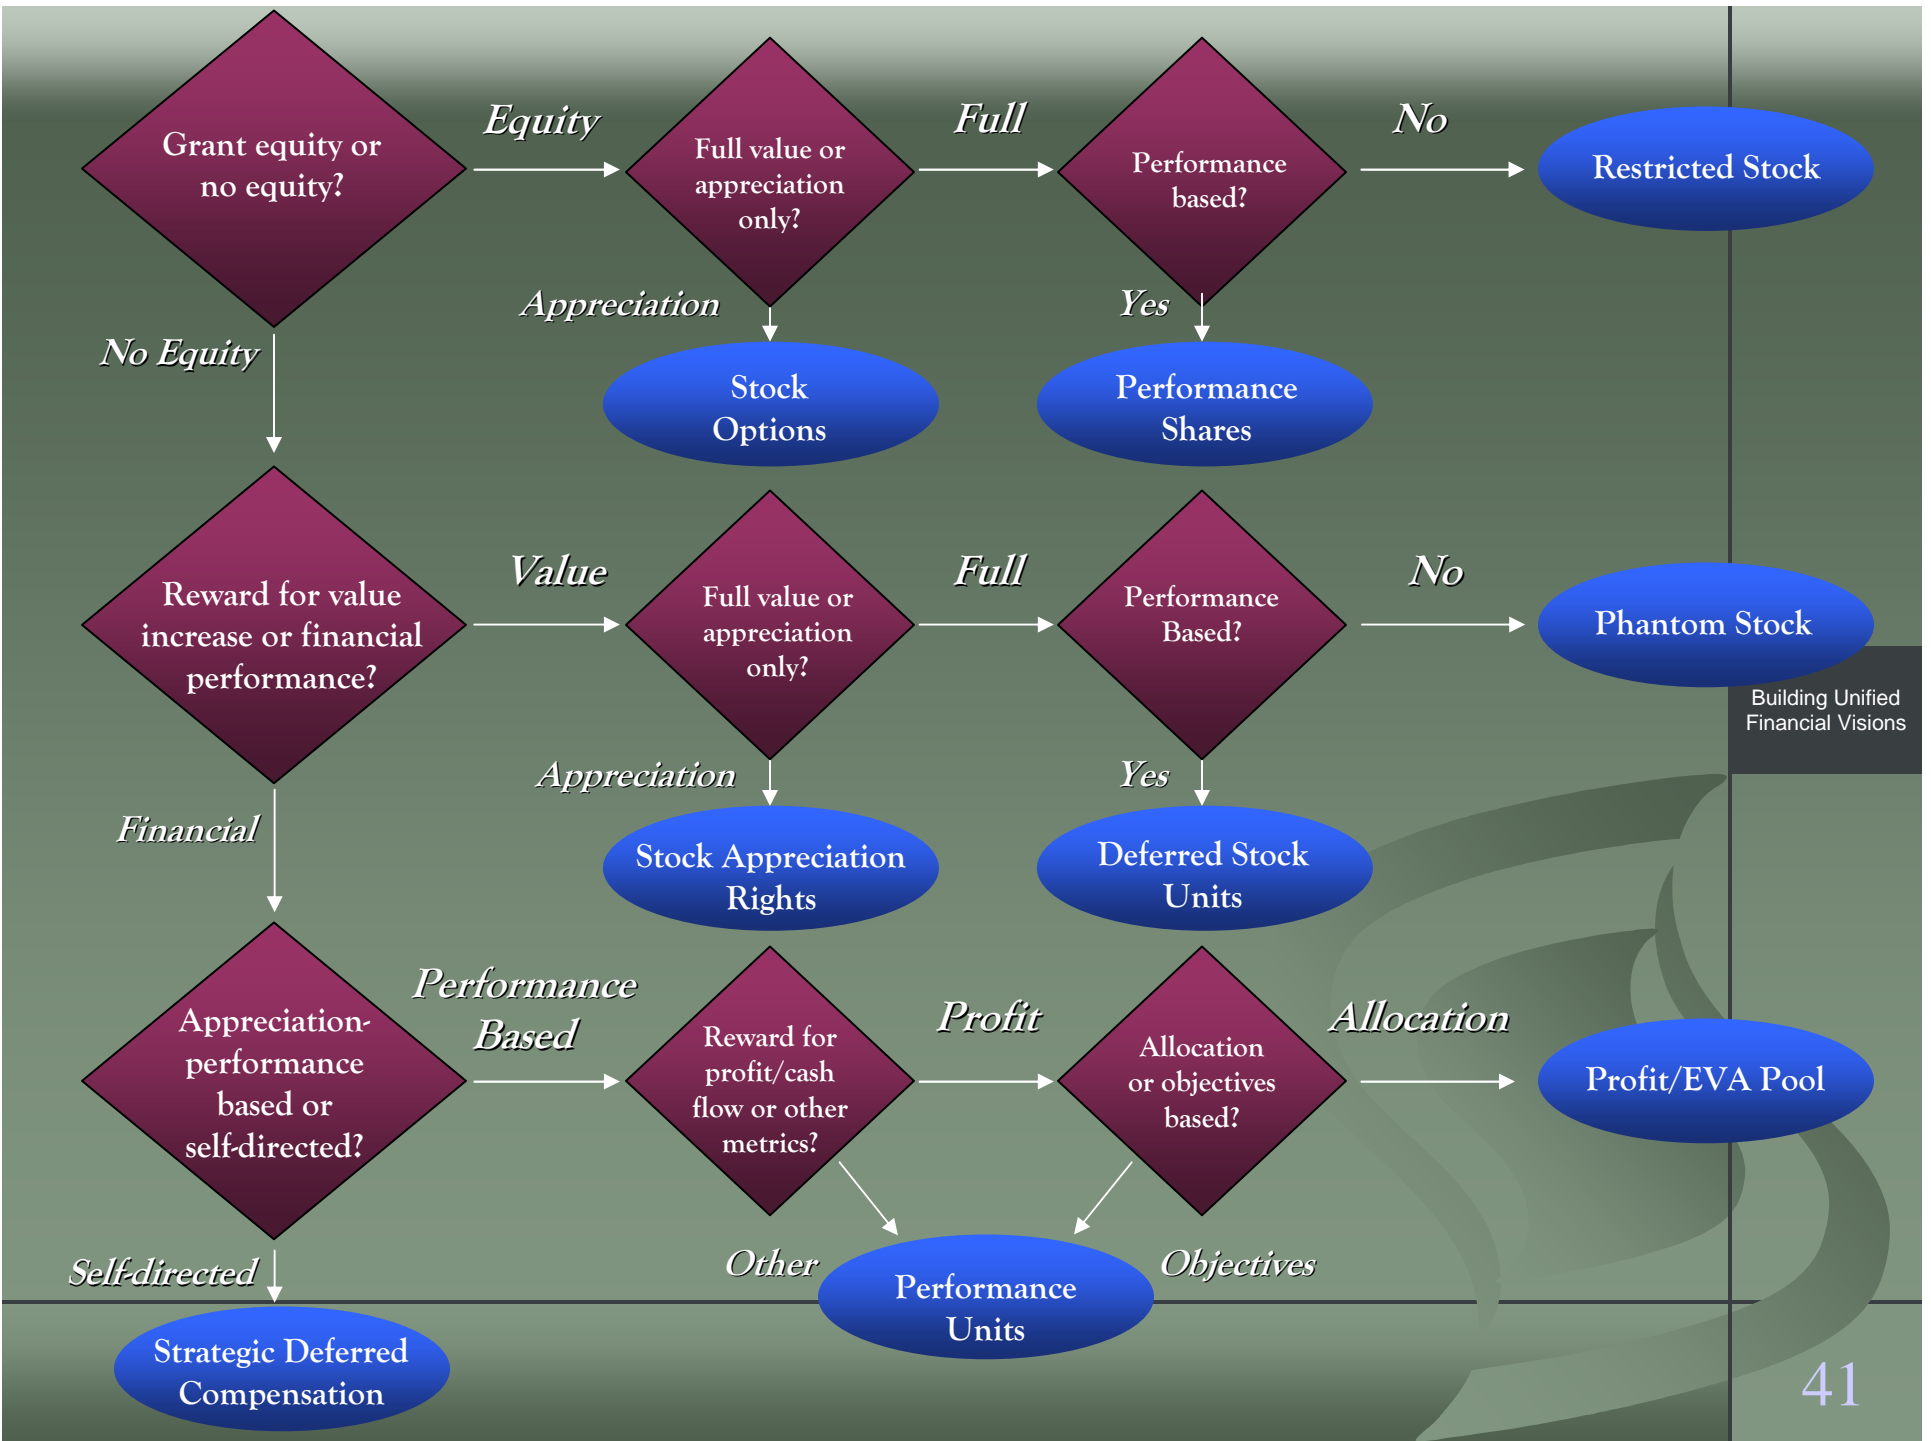 Grant equity or
no equity?
Equity
Full value or
appreciation
only?
Full
Performance
based?
No
Restricted Stock
No Equity
Appreciation
Stock
Options
Yes
Performance
Shares
Reward for value
increase or financial
performance?
Value
Full value or
appreciation
only?
Full
Performance
Based?
No
Phantom Stock
Building Unified
Financial Visions
Financial
Appreciation
Stock Appreciation
Rights
Yes
Deferred Stock
Units
Appreciation-
performance
based or
self-directed?
Performance
Based
Reward for
profit/cash
flow or other
metrics?
Profit
Allocation
or objectives
based?
Allocation
Profit/EVA Pool
Self-directed
Strategic Deferred
Compensation
Other
Performance
Units
Objectives
41